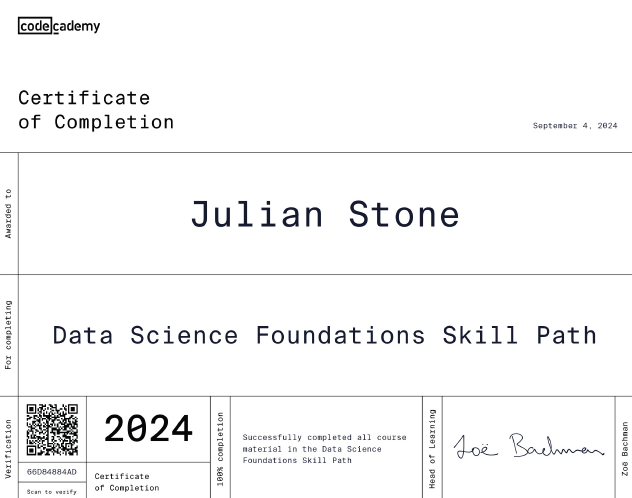 codecademy
Certificate
of Completion
September 4, 2024
Awarded to
Julian Stone
For completing
Data Science Foundations Skill Path
Verification
66D84884AD
Scan to verify
2024
Certificate
of Completion
100% completion
Successfully completed all course
material in the Data Science
Foundations Skill Path
Head of Learning
Zoë Bachman
Zoë Bachman